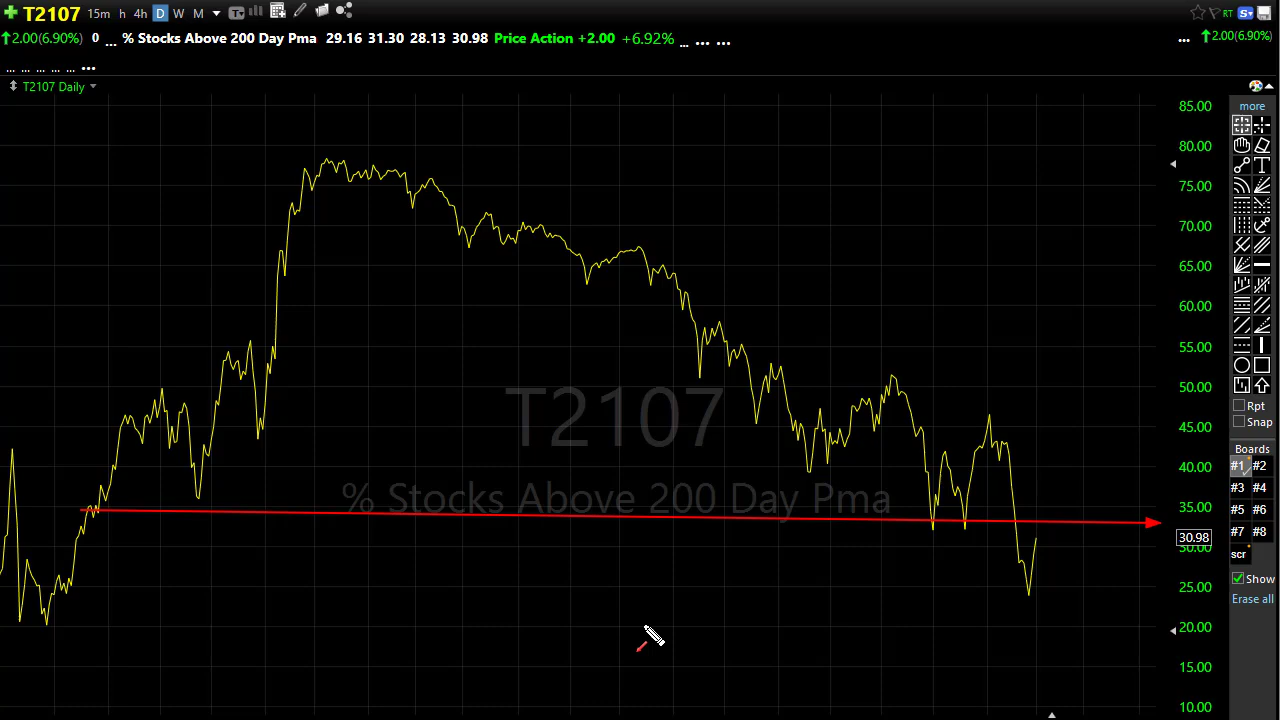 T2107 15m h 4h D W M T RT S
2.00(6.90%) 0 ... % Stocks Above 200 Day Pma 29.16 31.30 28.13 30.98 Price Action +2.00 +6.92% ... ... ... ... 2.00(6.90%)
... ... ... ... ... ...
T2107 Daily
more
85.00
80.00
75.00
70.00
65.00
60.00
55.00
50.00
45.00
40.00
35.00
30.98
30.00
25.00
20.00
15.00
10.00
T2107
% Stocks Above 200 Day Pma
T
Rpt
Snap
Boards
#1 #2
#3 #4
#5 #6
#7 #8
scr
Show
Erase all